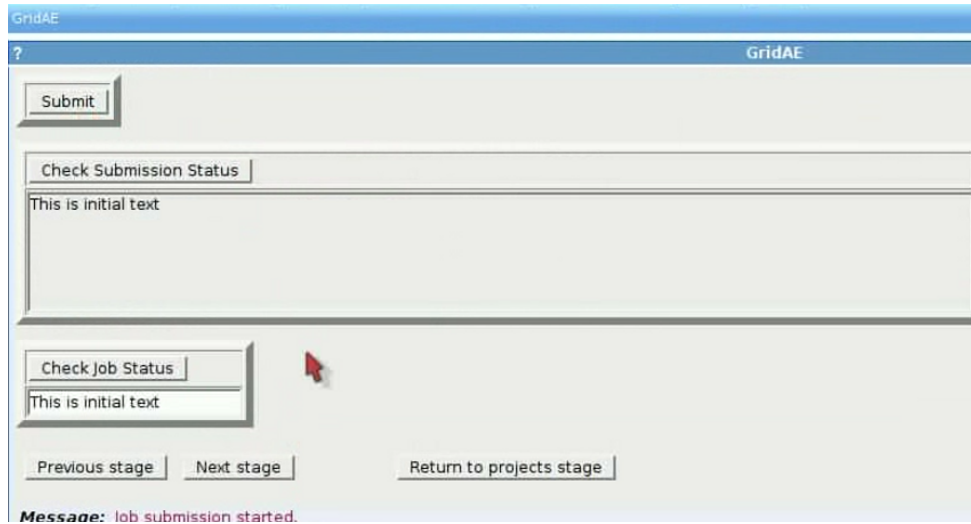 GridAE
? GridAE
Submit
Check Submission Status
This is initial text
Check Job Status
This is initial text
Previous stage Next stage Return to projects stage
Message: Job submission started.